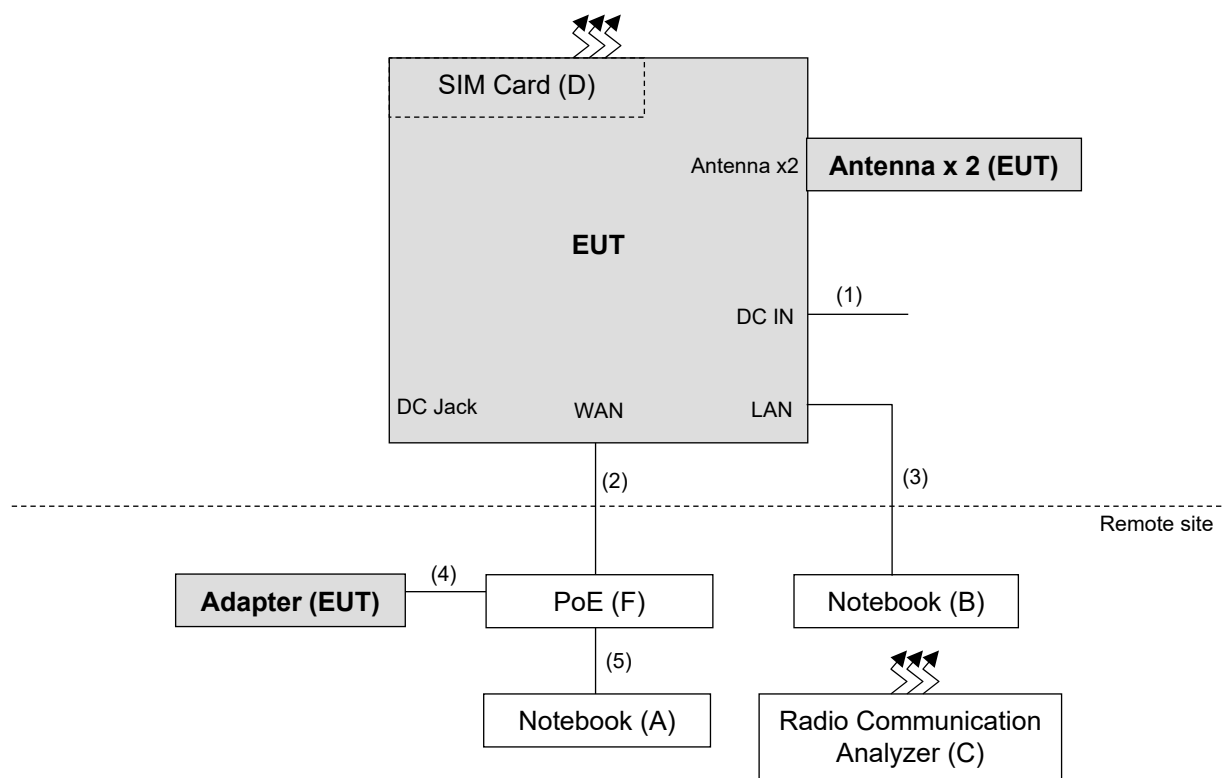 SIM Card (D)
Antenna x2
Antenna x 2 (EUT)
EUT
(1)
DC IN
DC Jack
WAN
LAN
(2)
(3)
Remote site
(4)
Adapter (EUT)
PoE (F)
Notebook (B)
(5)
Notebook (A)
Radio Communication
Analyzer (C)